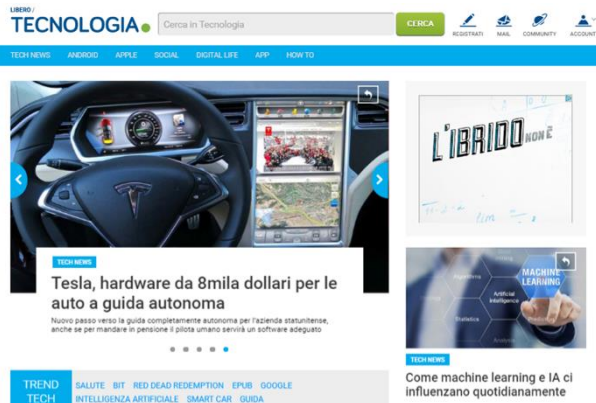 LIBERO/
TECNOLOGIA
Cerca in Tecnologia
CERCA
REGISTRATI
MAIL
COMMUNITY
ACCOUNT
TECH NEWS ANDROID APPLE SOCIAL DIGITAL LIFE APP HOW TO
TECH NEWS
Tesla, hardware da 8mila dollari per le
auto a guida autonoma
Nuovo passo verso la guida completamente autonoma per l'azienda statunitense,
anche se per mandare in pensione il pilota umano servirà un software adeguato
L'IBRIDO NON È
MACHINE
LEARNING
Algorithms
Artificial
Intelligence
Statistics
TECH NEWS
Come machine learning e IA ci
influenzano quotidianamente
TREND
TECH
SALUTE BIT RED DEAD REDEMPTION EPUB GOOGLE
INTELLIGENZA ARTIFICIALE SMART CAR GUIDA